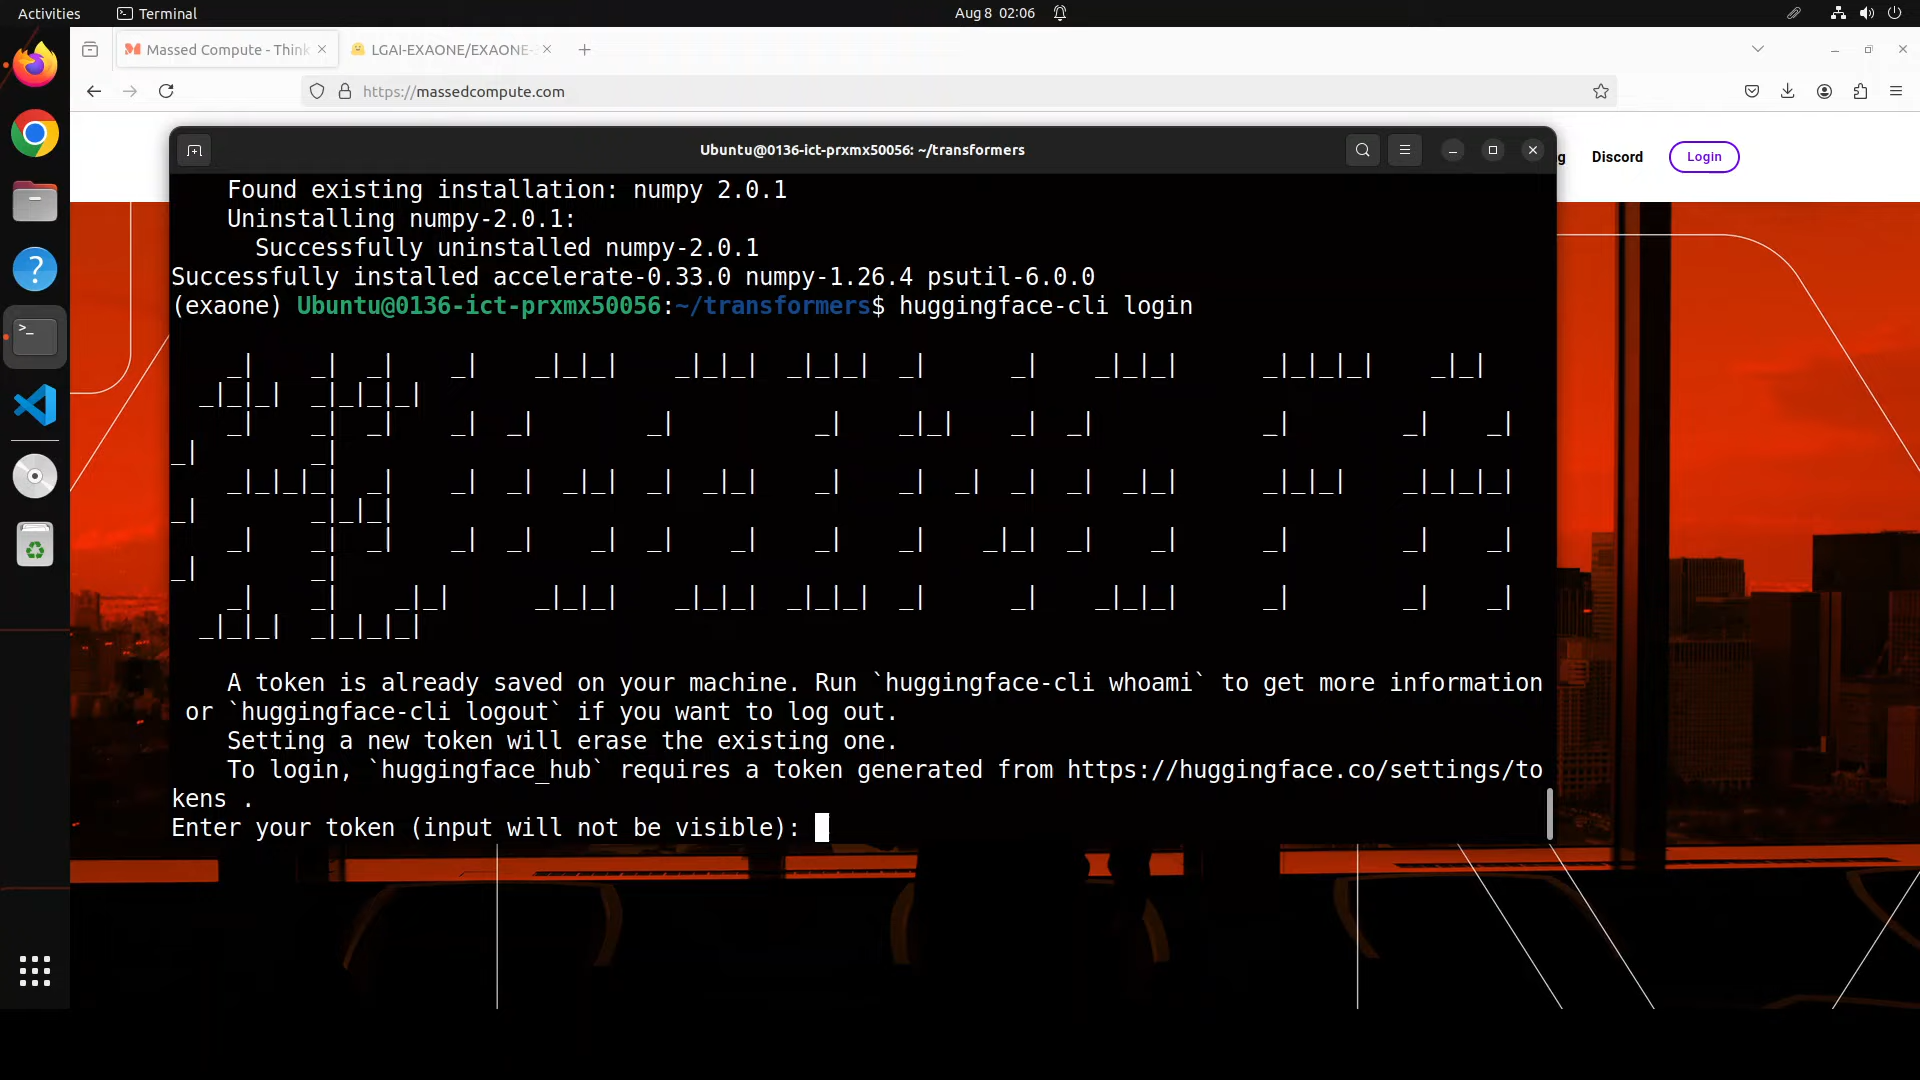 Activities
Terminal
Aug 8 02:06
Massed Compute - Think
LGAI-EXAONE/EXAONE-
https://massedcompute.com
Ubuntu@0136-ict-prxmx50056: ~/transformers
g
Discord
Login
Found existing installation: numpy 2.0.1
Uninstalling numpy-2.0.1:
Successfully uninstalled numpy-2.0.1
Successfully installed accelerate-0.33.0 numpy-1.26.4 psutil-6.0.0
(exaone) Ubuntu@0136-ict-prxmx50056:~/transformers$ huggingface-cli login
A token is already saved on your machine. Run `huggingface-cli whoami` to get more information
or `huggingface-cli logout` if you want to log out.
Setting a new token will erase the existing one.
To login, `huggingface_hub` requires a token generated from https://huggingface.co/settings/to
kens .
Enter your token (input will not be visible):